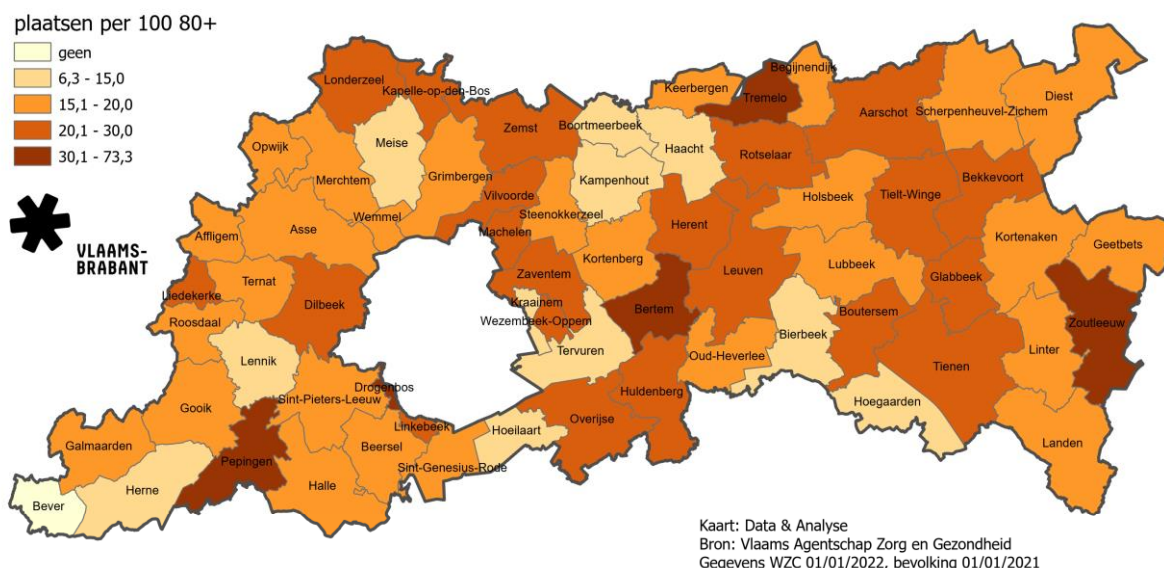 plaatsen per 100 80+
geen
6,3 - 15,0
15,1 - 20,0
20,1 - 30,0
30,1 - 73,3
VLAAMS-
BRABANT
Londerzeel
Kapelle-op-den-Bos
Zemst
Boortmeerbeek
Keerbergen
Begijnendijk
Tremelo
Aarschot
Scherpenheuvel-Zichem
Diest
Opwijk
Meise
Merchtem
Grimbergen
Haacht
Kampenhout
Rotselaar
Bekkevoort
Vilvoorde
Steenokkerzeel
Holsbeek
Tielt-Winge
Wemmel
Machelen
Herent
Affligem
Asse
Kortenberg
Kortenaken
Geetbets
Ternat
Zaventem
Leuven
Lubbeek
Glabbeek
Liedekerke
Dilbeek
Kraainem
Bertem
Boutersem
Roosdaal
Wezembeek-Oppem
Zoutleeuw
Tervuren
Bierbeek
Lennik
Oud-Heverlee
Tienen
Linter
Drogenbos
Sint-Pieters-Leeuw
Huldenberg
Gooik
Hoegaarden
Linkebeek
Hoeilaart
Overijse
Galmaarden
Beersel
Landen
Pepingen
Sint-Genesius-Rode
Halle
Herne
Bever
Kaart: Data & Analyse
Bron: Vlaams Agentschap Zorg en Gezondheid
Gegevens WZC 01/01/2022, bevolking 01/01/2021